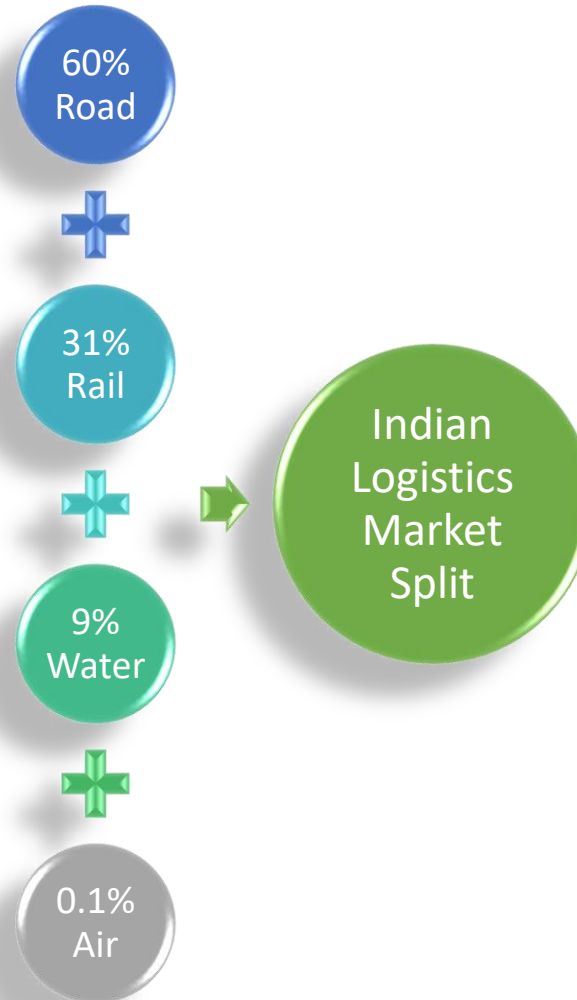 60%
Road
31%
Rail
9%
Water
0.1%
Air
Indian
Logistics
Market
Split